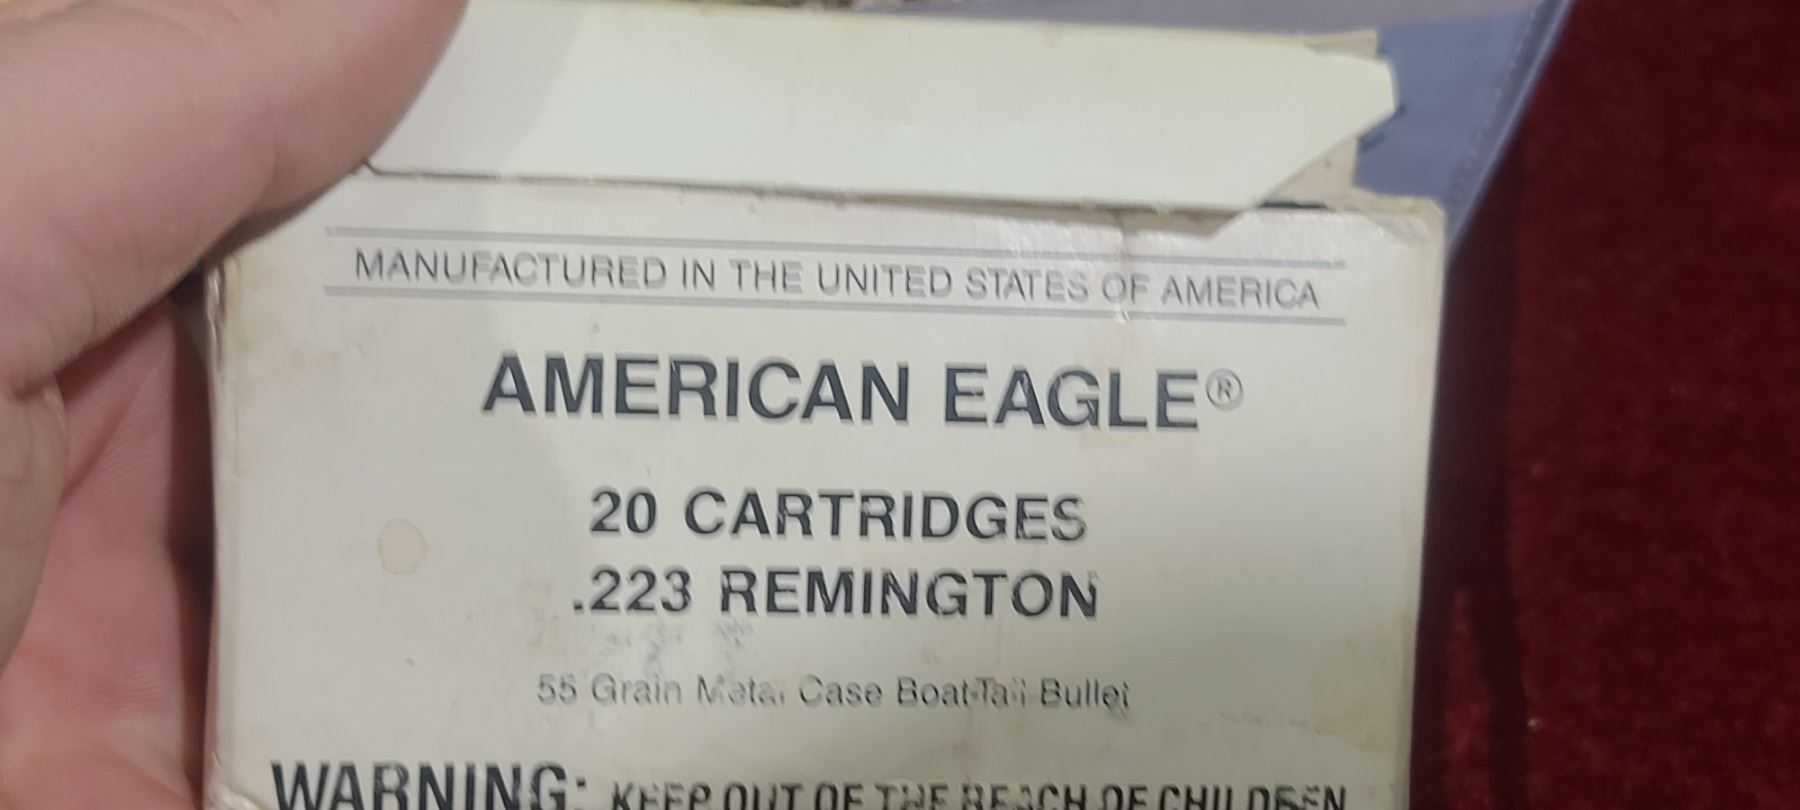 MANUFACTURED IN THE UNITED STATES OF AMERICA
AMERICAN EAGLE®
20 CARTRIDGES
.223 REMINGTON
55 Grain Metal Case Boat-Tail Bullet
WARNING: KEEP OUT OF THE REACH OF CHILDREN